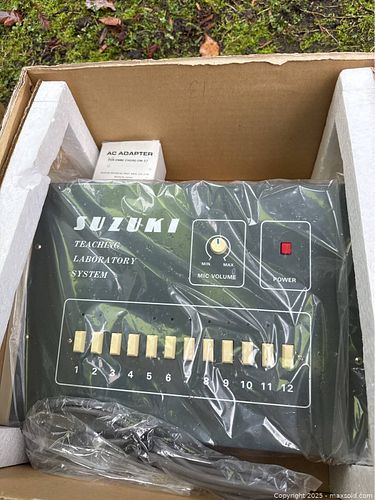 AC ADAPTER
SUZUKI
TEACHING
LABORATORY
SYSTEM
MIN MAX
MIC VOLUME
POWER
1 2 3 4 5 6 7 8 9 10 11 12
© 2025 - maxsold.com